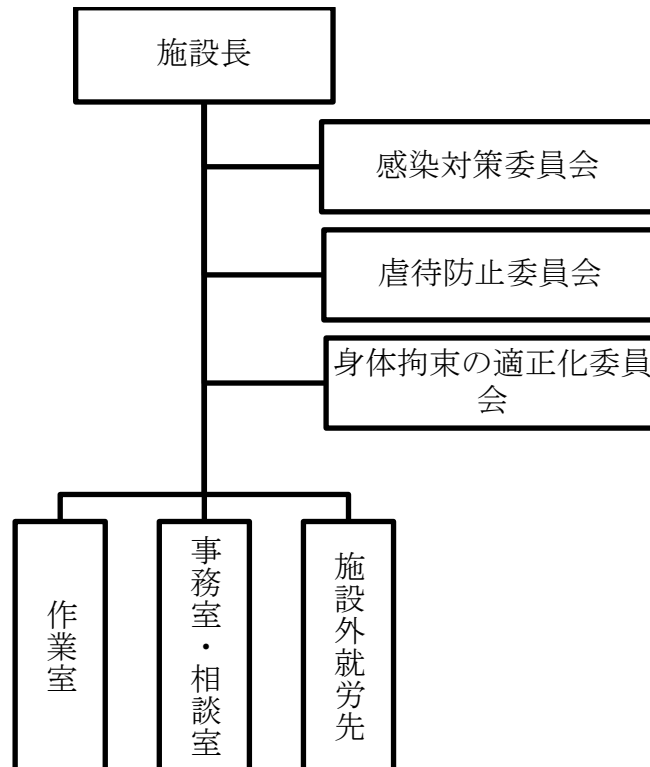 施設長
感染対策委員会
虐待防止委員会
身体拘束の適正化委員
会
作業室
事務室・相談室
施設外就労先